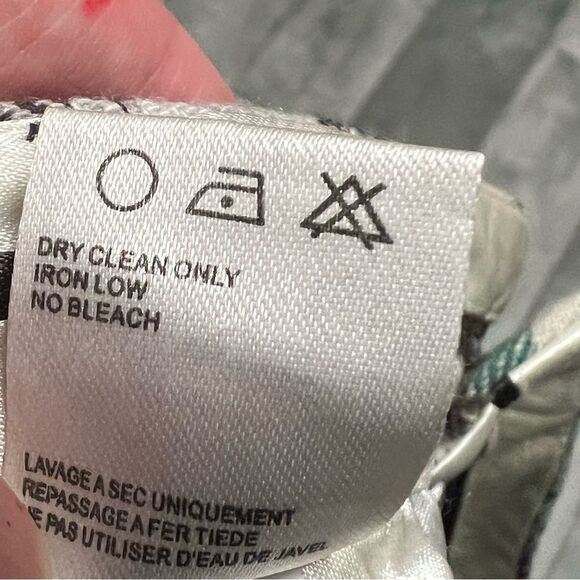 DRY CLEAN ONLY
IRON LOW
NO BLEACH
LAVAGE A SEC UNIQUEMENT
REPASSAGE A FER TIEDE
NE PAS UTILISER D'EAU DE JAVEL